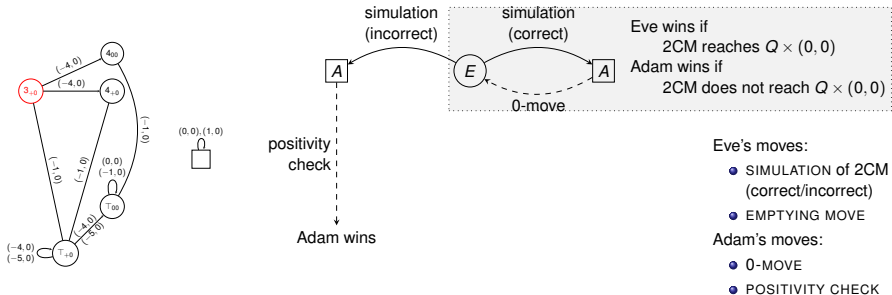 4₀₀
(−4, 0)
(−4, 0)
3₊₀
4₊₀
(−1, 0)
(−1, 0)
(−1, 0)
(0, 0)
(−1, 0)
⊤₀₀
(−4, 0)
(−5, 0)
(−4, 0)
(−5, 0)
⊤₊₀
(0, 0), (1, 0)
simulation
(incorrect)
simulation
(correct)
A
E
A
0-move
positivity
check
Adam wins
Eve wins if
2CM reaches Q × (0, 0)
Adam wins if
2CM does not reach Q × (0, 0)
Eve's moves:
SIMULATION of 2CM
(correct/incorrect)
EMPTYING MOVE
Adam's moves:
0-MOVE
POSITIVITY CHECK